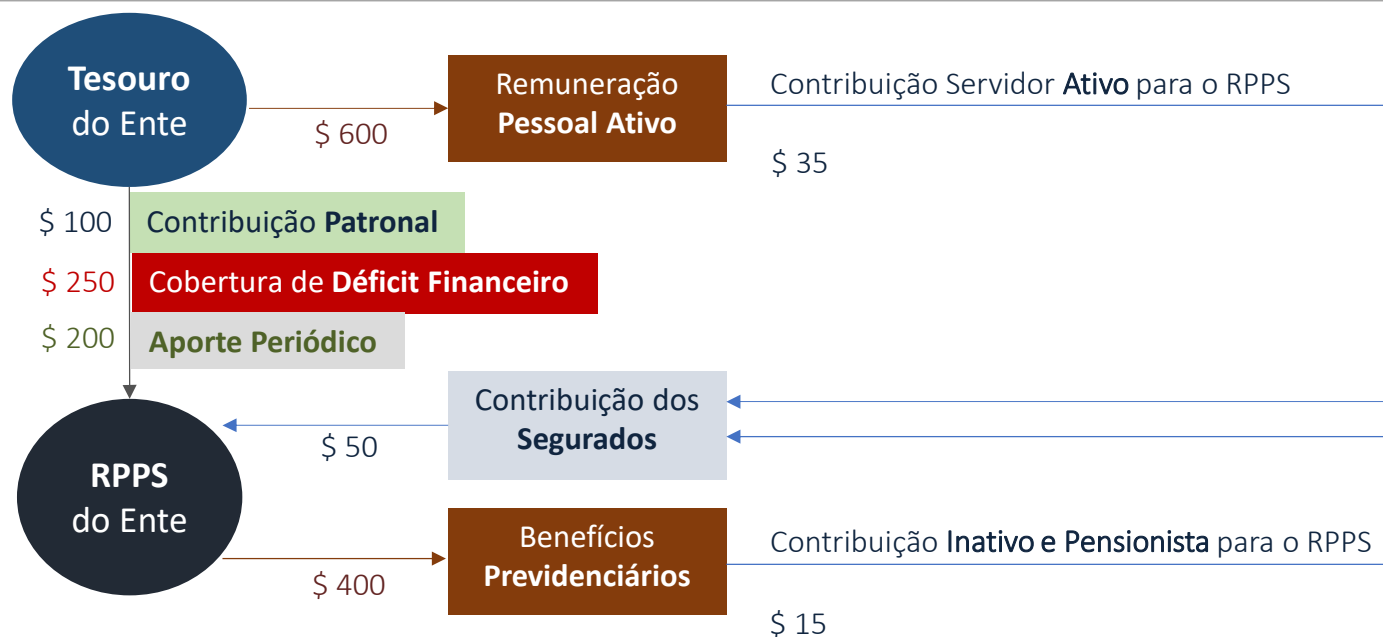 Tesouro
do Ente
$ 600
Remuneração
Pessoal Ativo
Contribuição Servidor Ativo para o RPPS
$ 35
$ 100
Contribuição Patronal
$ 250
Cobertura de Déficit Financeiro
$ 200
Aporte Periódico
Contribuição dos
Segurados
$ 50
RPPS
do Ente
$ 400
Benefícios
Previdenciários
Contribuição Inativo e Pensionista para o RPPS
$ 15